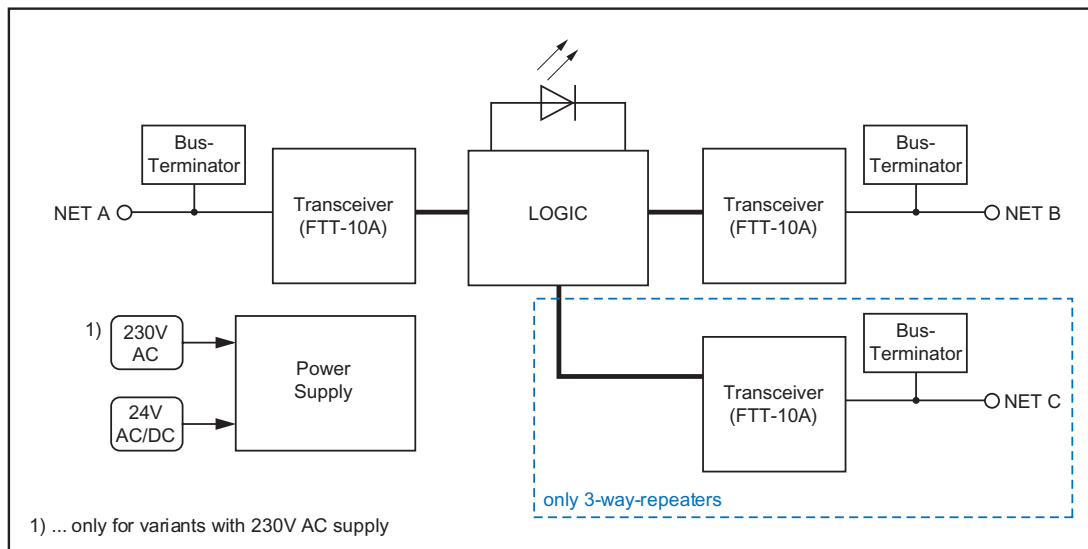 Bus-
Terminator
NET A
Transceiver
(FTT-10A)
LOGIC
Transceiver
(FTT-10A)
Bus-
Terminator
NET B
1)
230V
AC
24V
AC/DC
Power
Supply
Transceiver
(FTT-10A)
Bus-
Terminator
NET C
only 3-way-repeaters
1) ... only for variants with 230V AC supply